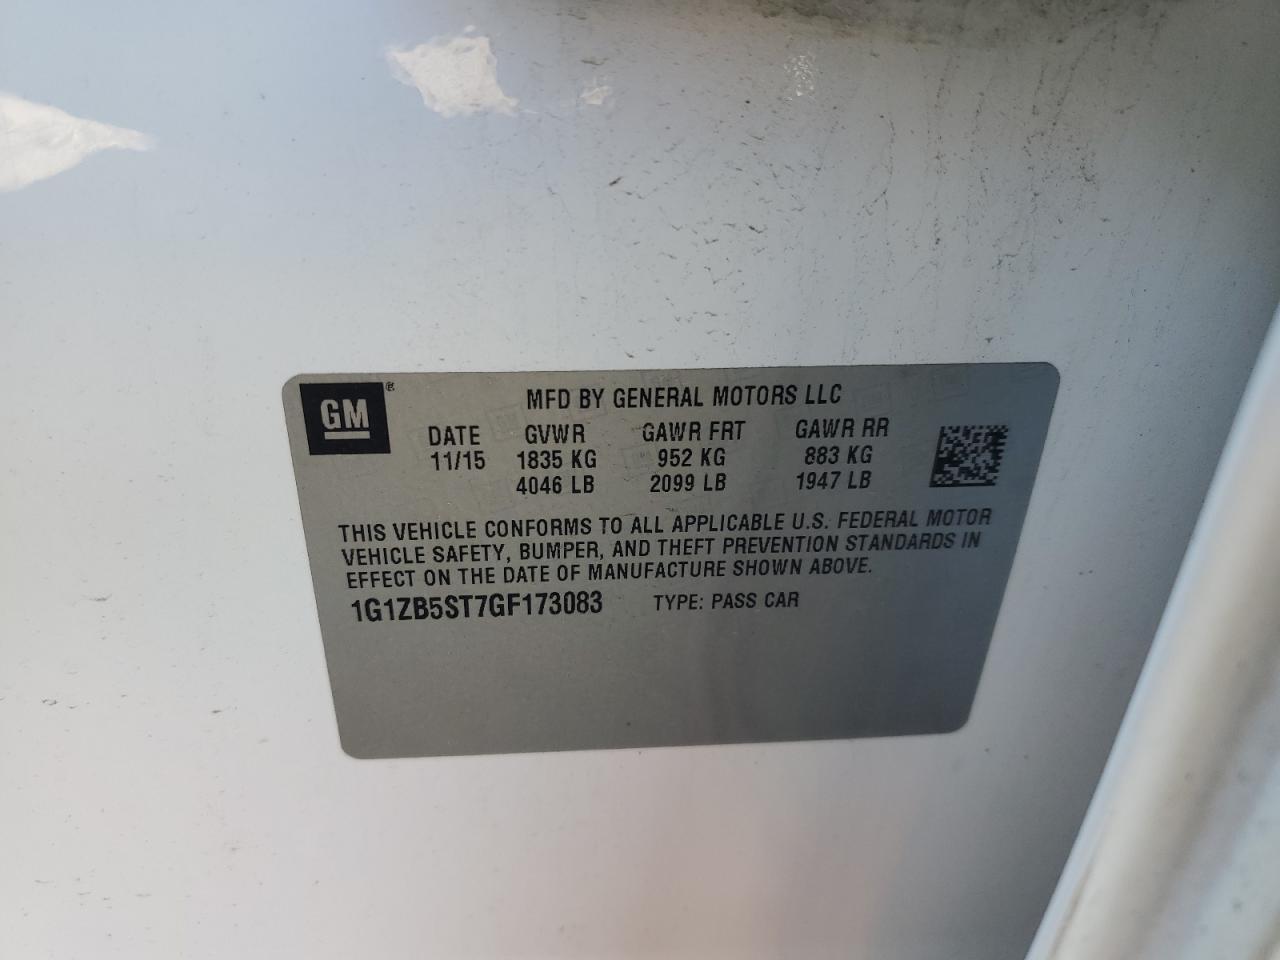 GM®
MFD BY GENERAL MOTORS LLC
DATE GVWR GAWR FRT GAWR RR
11/15 1835 KG 952 KG 883 KG
4046 LB 2099 LB 1947 LB
THIS VEHICLE CONFORMS TO ALL APPLICABLE U.S. FEDERAL MOTOR
VEHICLE SAFETY, BUMPER, AND THEFT PREVENTION STANDARDS IN
EFFECT ON THE DATE OF MANUFACTURE SHOWN ABOVE.
1G1ZB5ST7GF173083 TYPE: PASS CAR